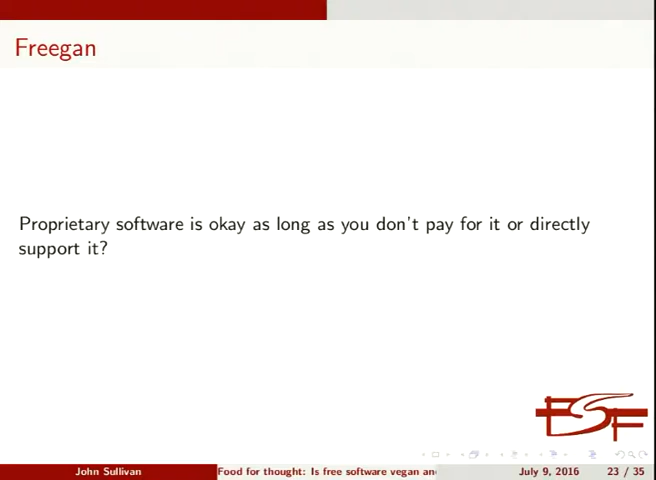 Freegan
Proprietary software is okay as long as you don't pay for it or directly
support it?
FSF
John Sullivan
Food for thought: Is free software vegan an
July 9, 2016
23 / 35